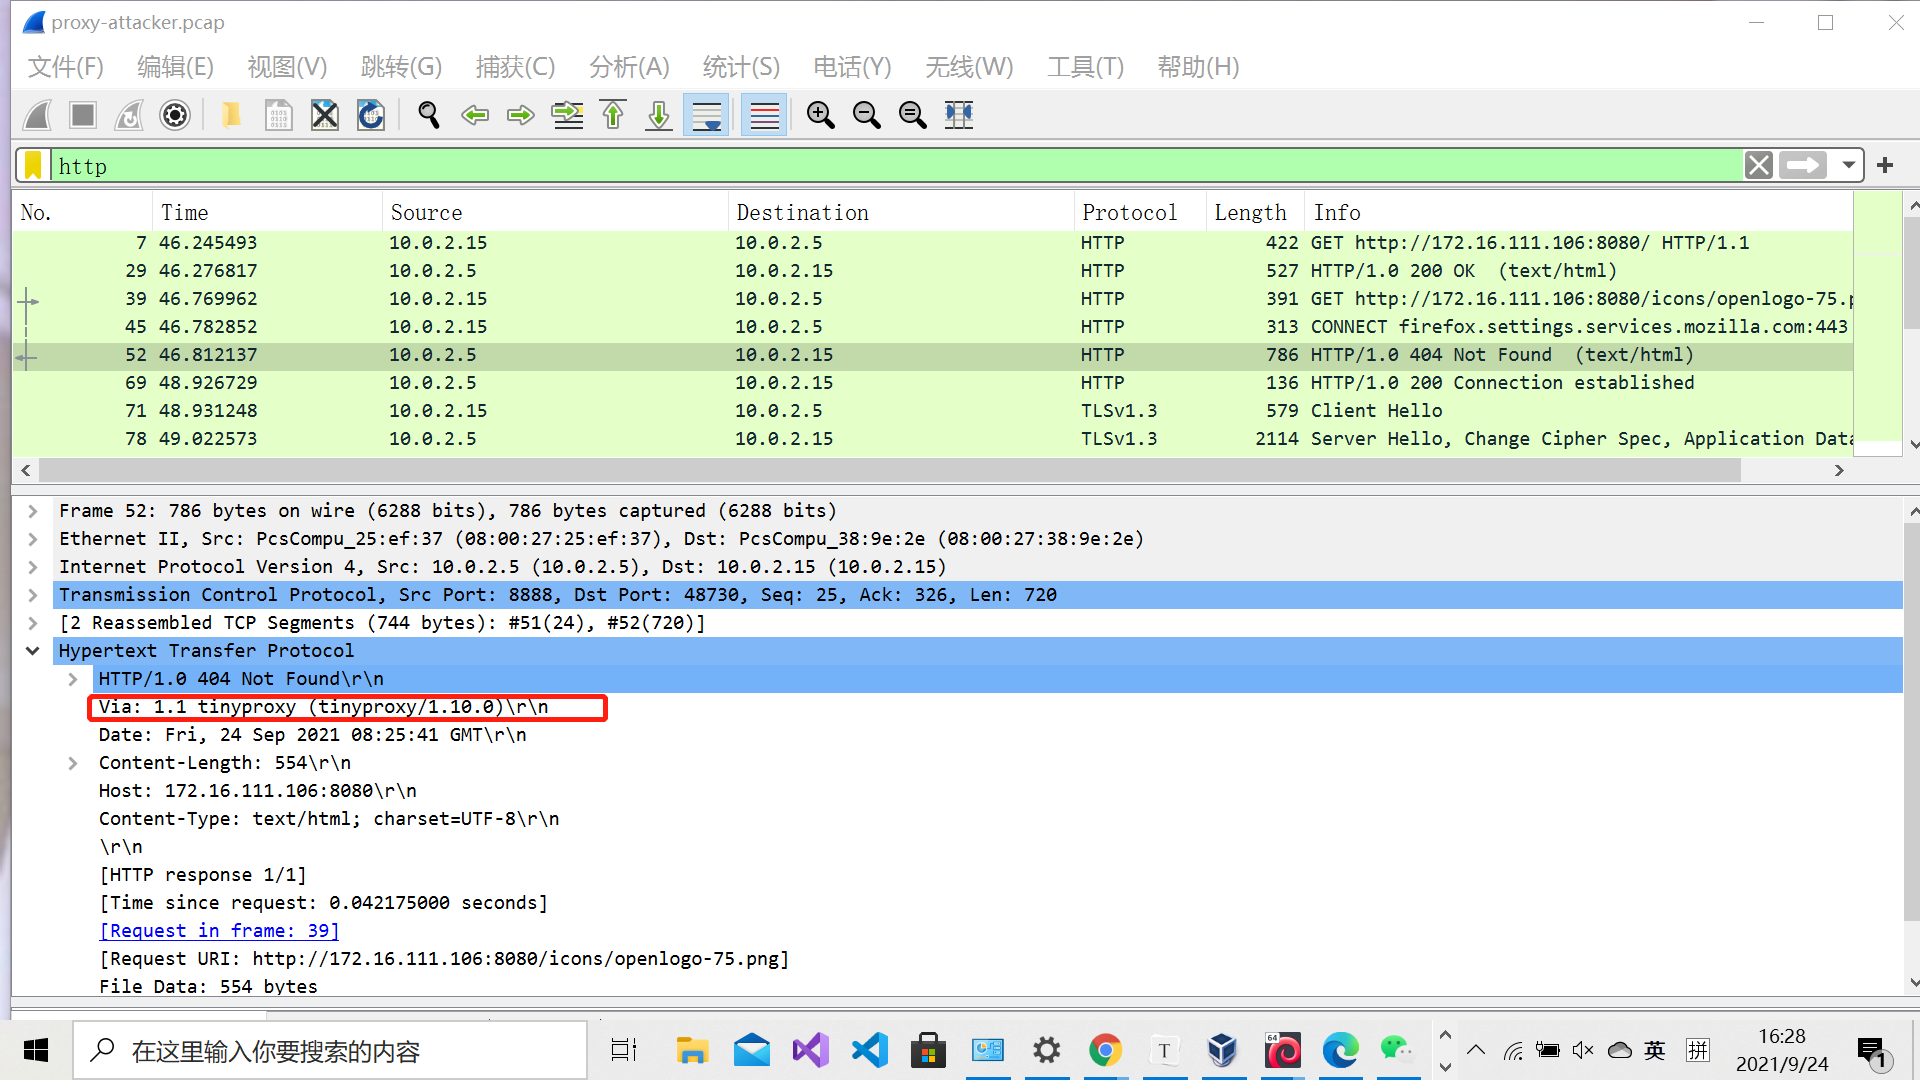 proxy-attacker.pcap
文件(F) 编辑(E) 视图(V) 跳转(G) 捕获(C) 分析(A) 统计(S) 电话(Y) 无线(W) 工具(T) 帮助(H)
http
No. Time Source Destination Protocol Length Info
7 46.245493 10.0.2.15 10.0.2.5 HTTP 422 GET http://172.16.111.106:8080/ HTTP/1.1
29 46.276817 10.0.2.5 10.0.2.15 HTTP 527 HTTP/1.0 200 OK (text/html)
39 46.769962 10.0.2.15 10.0.2.5 HTTP 391 GET http://172.16.111.106:8080/icons/openlogo-75.p
45 46.782852 10.0.2.15 10.0.2.5 HTTP 313 CONNECT firefox.settings.services.mozilla.com:443
52 46.812137 10.0.2.5 10.0.2.15 HTTP 786 HTTP/1.0 404 Not Found (text/html)
69 48.926729 10.0.2.5 10.0.2.15 HTTP 136 HTTP/1.0 200 Connection established
71 48.931248 10.0.2.15 10.0.2.5 TLSv1.3 579 Client Hello
78 49.022573 10.0.2.5 10.0.2.15 TLSv1.3 2114 Server Hello, Change Cipher Spec, Application Data
Frame 52: 786 bytes on wire (6288 bits), 786 bytes captured (6288 bits)
Ethernet II, Src: PcsCompu_25:ef:37 (08:00:27:25:ef:37), Dst: PcsCompu_38:9e:2e (08:00:27:38:9e:2e)
Internet Protocol Version 4, Src: 10.0.2.5 (10.0.2.5), Dst: 10.0.2.15 (10.0.2.15)
Transmission Control Protocol, Src Port: 8888, Dst Port: 48730, Seq: 25, Ack: 326, Len: 720
[2 Reassembled TCP Segments (744 bytes): #51(24), #52(720)]
Hypertext Transfer Protocol
HTTP/1.0 404 Not Found\r\n
Via: 1.1 tinyproxy (tinyproxy/1.10.0)\r\n
Date: Fri, 24 Sep 2021 08:25:41 GMT\r\n
Content-Length: 554\r\n
Host: 172.16.111.106:8080\r\n
Content-Type: text/html; charset=UTF-8\r\n
\r\n
[HTTP response 1/1]
[Time since request: 0.042175000 seconds]
[Request in frame: 39]
[Request URI: http://172.16.111.106:8080/icons/openlogo-75.png]
File Data: 554 bytes
在这里输入你要搜索的内容
T
64
英 拼
16:28
2021/9/24
1